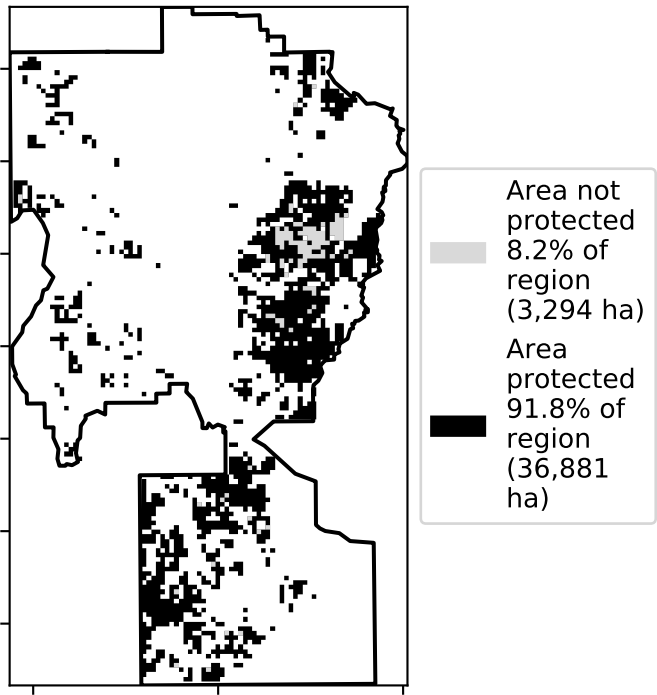 Area not
protected
8.2% of
region
(3,294 ha)
Area
protected
91.8% of
region
(36,881
ha)